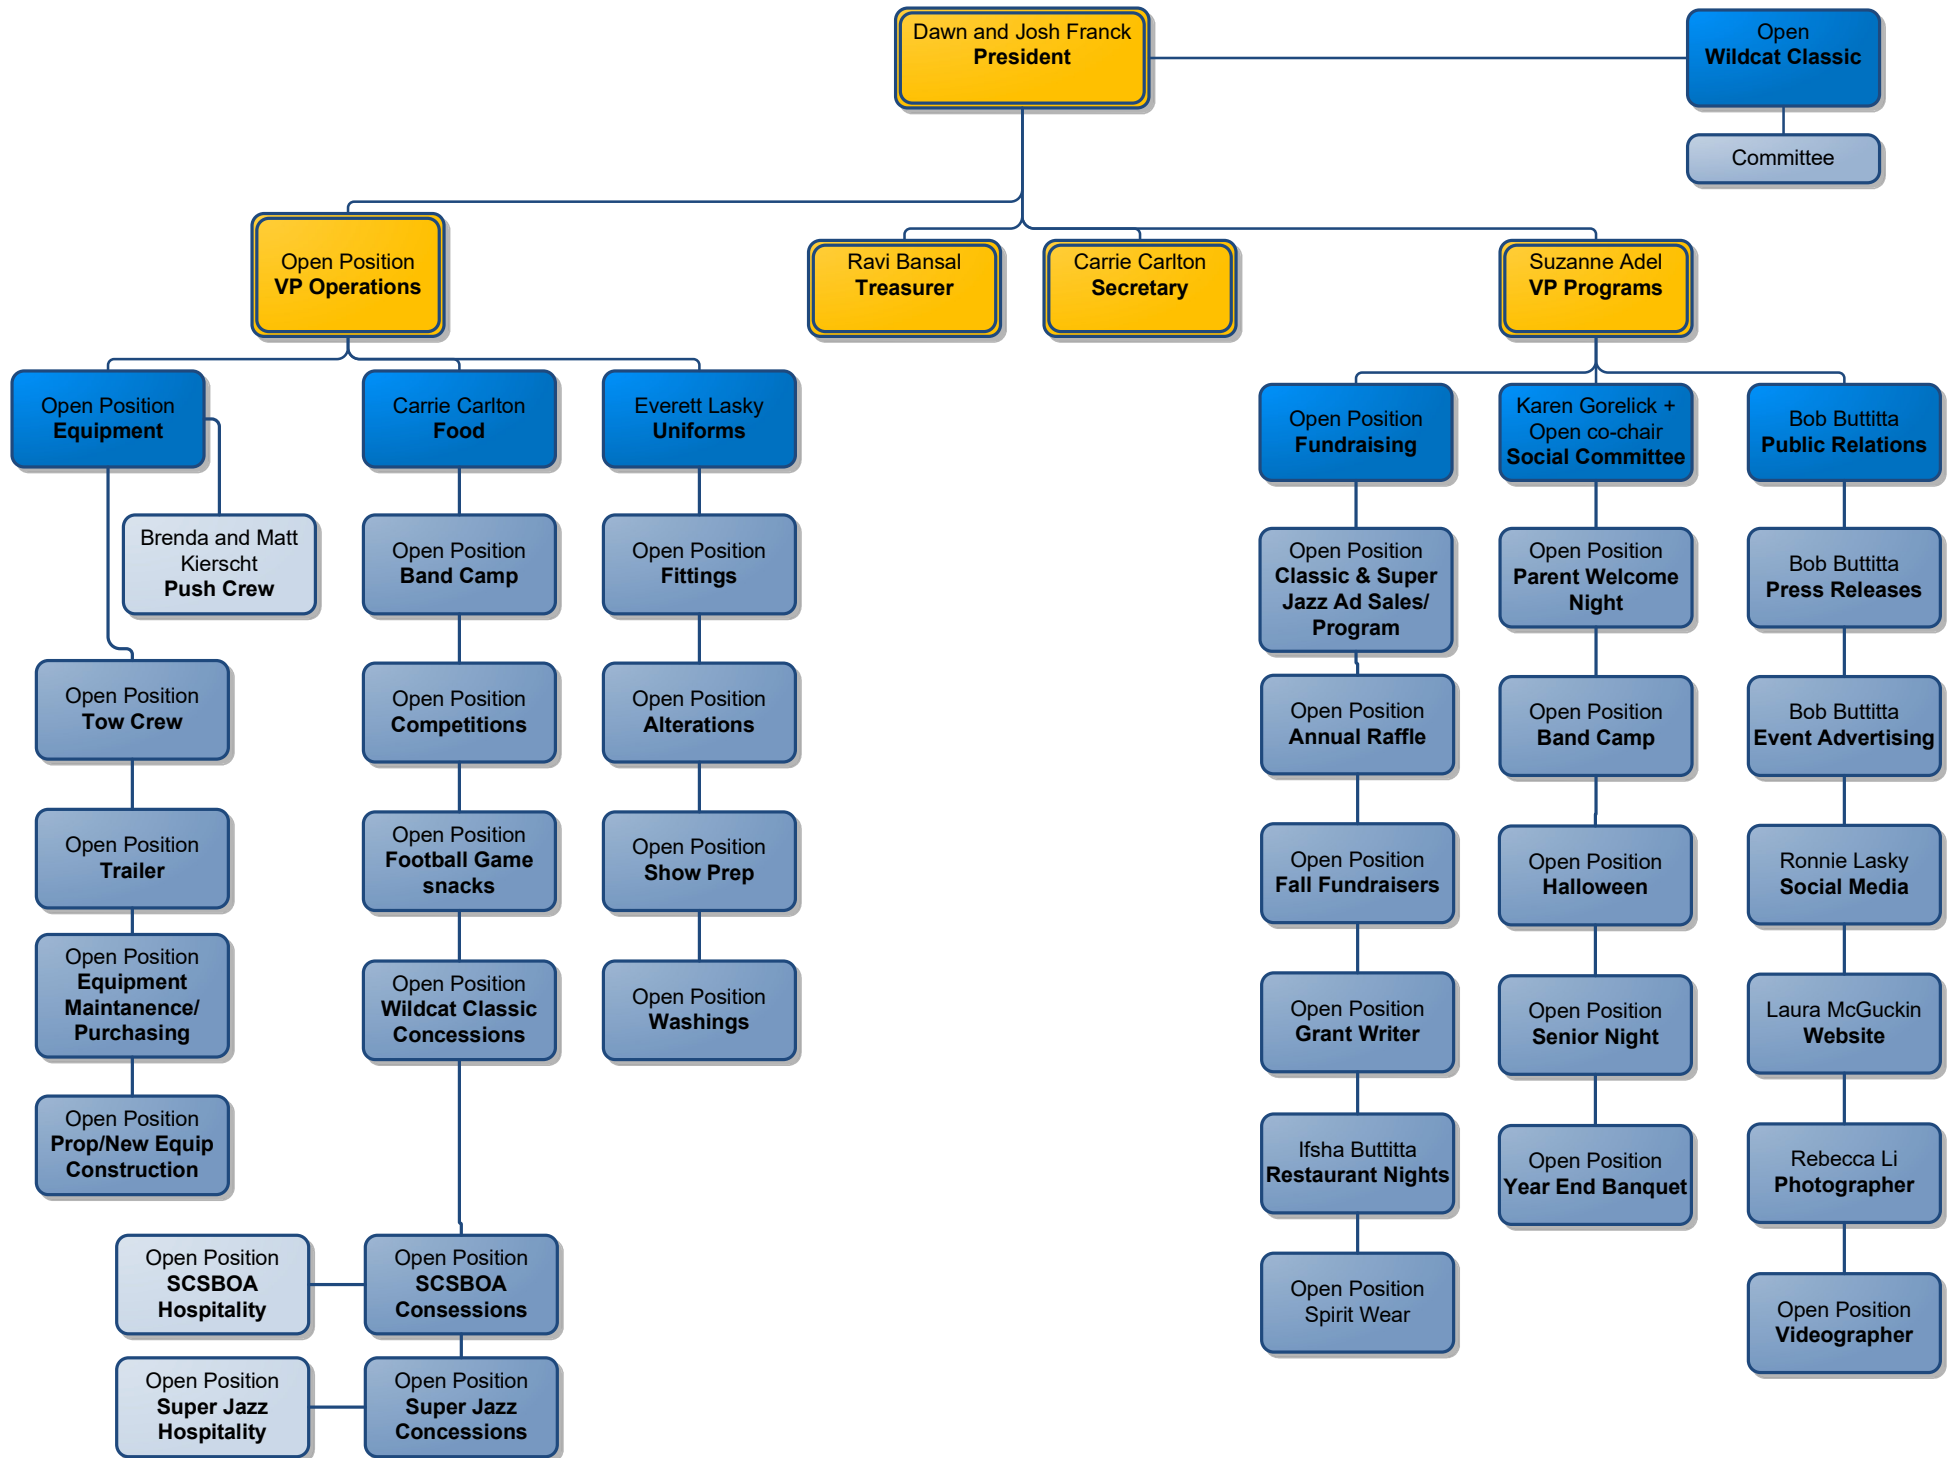 Dawn and Josh Franck
President
Open
Wildcat Classic
Committee
Open Position
VP Operations
Ravi Bansal
Treasurer
Carrie Carlton
Secretary
Suzanne Adel
VP Programs
Open Position
Equipment
Brenda and Matt
Kierscht
Push Crew
Open Position
Tow Crew
Open Position
Trailer
Open Position
Equipment
Maintanence/
Purchasing
Open Position
Prop/New Equip
Construction
Carrie Carlton
Food
Open Position
Band Camp
Open Position
Competitions
Open Position
Football Game
snacks
Open Position
Wildcat Classic
Concessions
Open Position
SCSBOA
Hospitality
Open Position
SCSBOA
Consessions
Open Position
Super Jazz
Hospitality
Open Position
Super Jazz
Concessions
Everett Lasky
Uniforms
Open Position
Fittings
Open Position
Alterations
Open Position
Show Prep
Open Position
Washings
Open Position
Fundraising
Open Position
Classic & Super
Jazz Ad Sales/
Program
Open Position
Annual Raffle
Open Position
Fall Fundraisers
Open Position
Grant Writer
Ifsha Buttitta
Restaurant Nights
Open Position
Spirit Wear
Karen Gorelick +
Open co-chair
Social Committee
Open Position
Parent Welcome
Night
Open Position
Band Camp
Open Position
Halloween
Open Position
Senior Night
Open Position
Year End Banquet
Bob Buttitta
Public Relations
Bob Buttitta
Press Releases
Bob Buttitta
Event Advertising
Ronnie Lasky
Social Media
Laura McGuckin
Website
Rebecca Li
Photographer
Open Position
Videographer